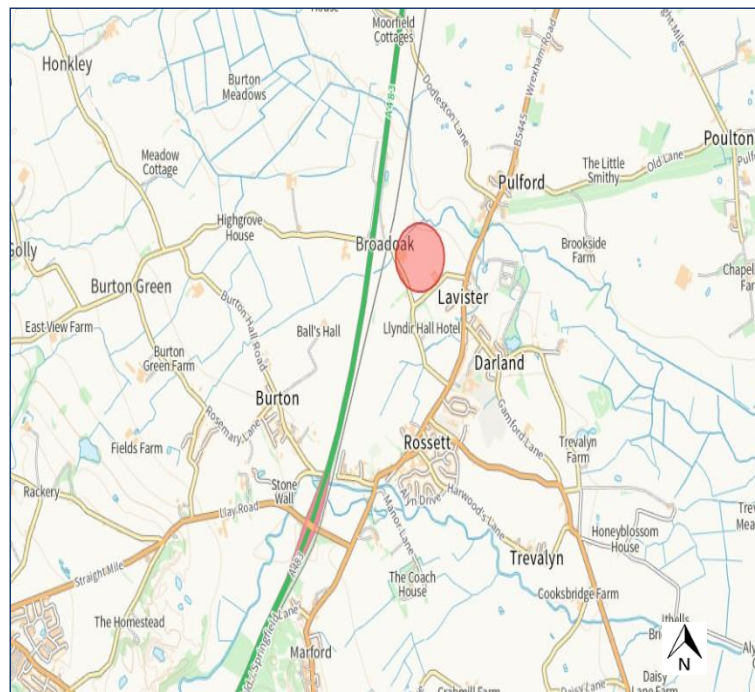 Moorfield
Cottages
Honkley
Burton
Meadows
A483
Dodleston Lane
B5445
Wrexham Road
Poulton
Meadow
Cottage
The Little
Smithy
Old Lane
Pulford
Highgrove
House
Broadoak
Brookside
Farm
Burton Green
Lavister
East View Farm
Burton Hall Road
Ball's Hall
Llyndir Hall Hotel
Darland
Burton
Green Farm
Burton
Rosemary Lane
Gamford Lane
Trevalyn
Farm
Fields Farm
Rossett
Rackery
Stone
Wall
Llay Road
Harwood's Lane
Manor Lane
Honeyblossom
House
Trevalyn
Straight Mile
A483
The Coach
House
Cooksbridge Farm
The Homestead
Springfield Lane
Marford
N
Daisy